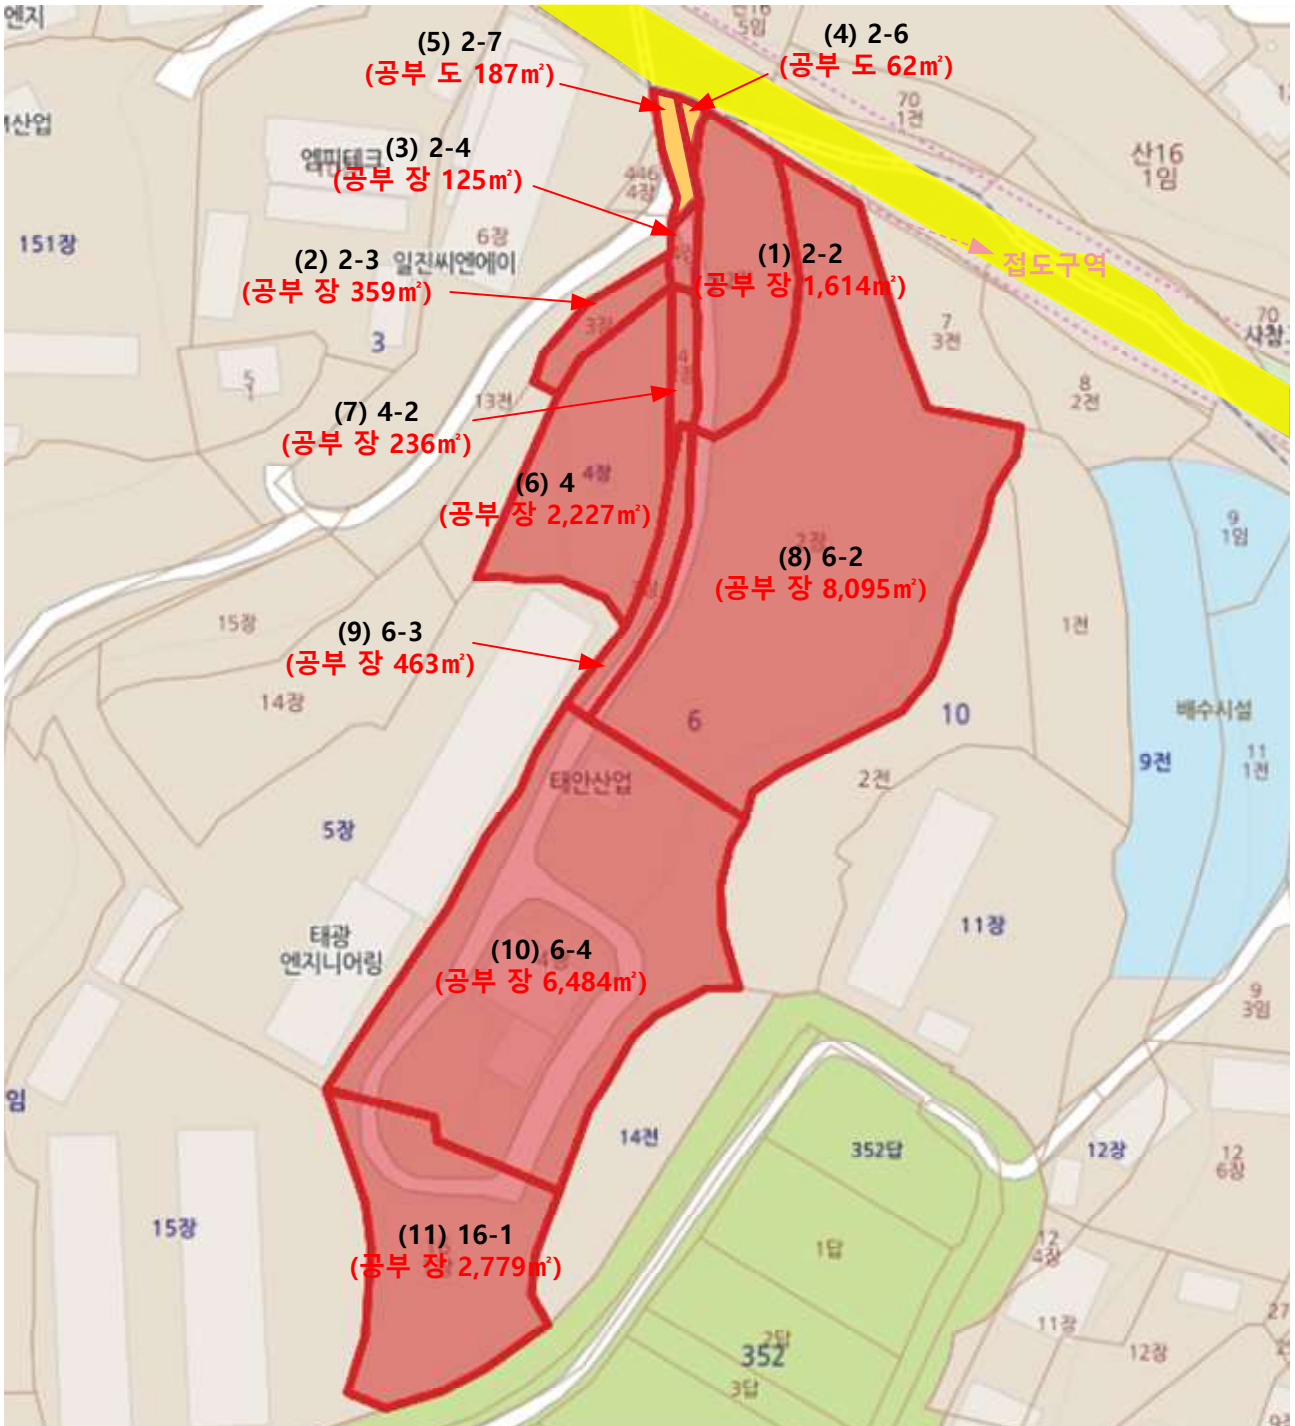 엔지
산16
5임
(5) 2-7
(공부 도 187㎡)
(4) 2-6
(공부 도 62㎡)
70
1전
산업
엠피테크
(3) 2-4
(공부 장 125㎡)
446
4장
산16
1임
151장
6장
일진씨엔에이
(2) 2-3
(공부 장 359㎡)
(1) 2-2
(공부 장 1,614㎡)
접도구역
3
3장
7
3전
70
사창
5
1
13전
8
2전
(7) 4-2
(공부 장 236㎡)
4장
(6) 4
(공부 장 2,227㎡)
9
1임
2장
(8) 6-2
(공부 장 8,095㎡)
15장
(9) 6-3
(공부 장 463㎡)
1전
14장
6
10
배수시설
9전
11
1전
태안산업
2전
5장
태광
엔지니어링
(10) 6-4
(공부 장 6,484㎡)
11장
9
3임
임
14전
352답
12장
12
6장
15장
(11) 16-1
(공부 장 2,779㎡)
1답
12
4장
11장
2답
352
3답
12장
27